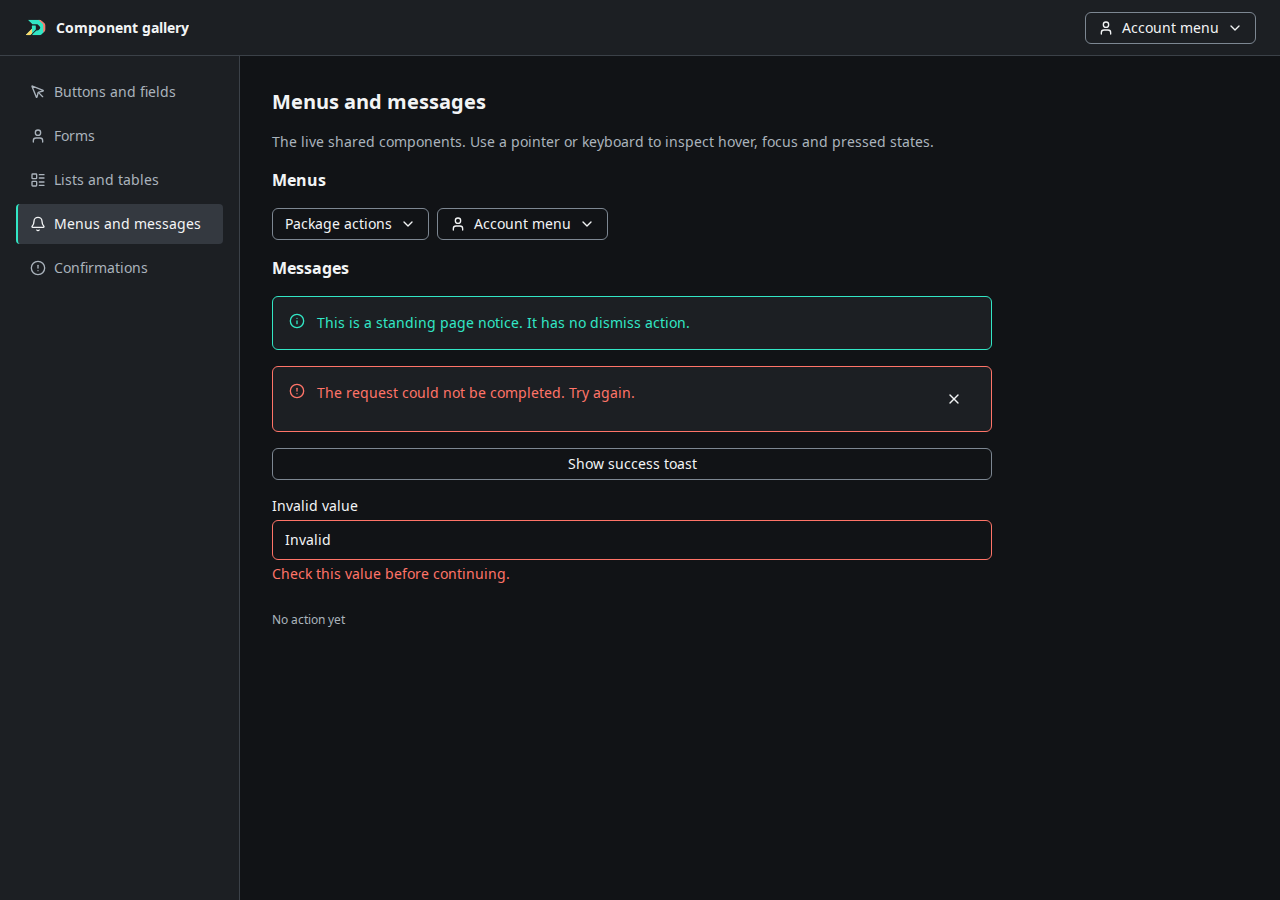 Component gallery
Account menu
Buttons and fields
Forms
Lists and tables
Menus and messages
Confirmations
Menus and messages
The live shared components. Use a pointer or keyboard to inspect hover, focus and pressed states.
Menus
Package actions
Account menu
Messages
This is a standing page notice. It has no dismiss action.
The request could not be completed. Try again.
Show success toast
Invalid value
Invalid
Check this value before continuing.
No action yet